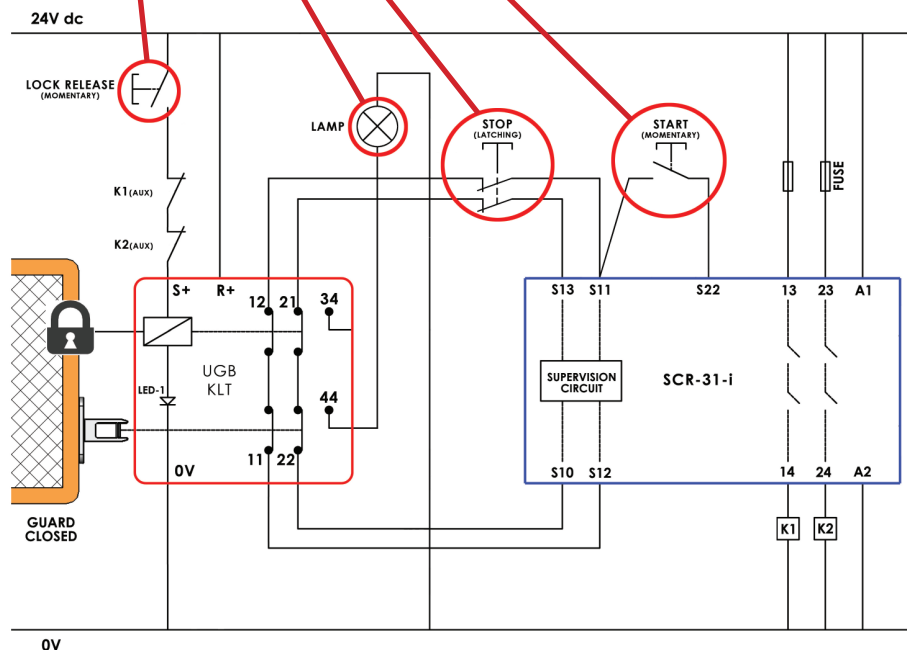 24V dc
LOCK RELEASE
(MOMENTARY)
LAMP
STOP
(LATCHING)
START
(MOMENTARY)
FUSE
K1(AUX)
K2(AUX)
S+ R+ 12 21 34
S13 S11 S22 13 23 A1
UGB
KLT
LED-1
44
SUPERVISION
CIRCUIT
SCR-31-i
0V 11 22
S10 S12 14 24 A2
GUARD
CLOSED
K1 K2
0V